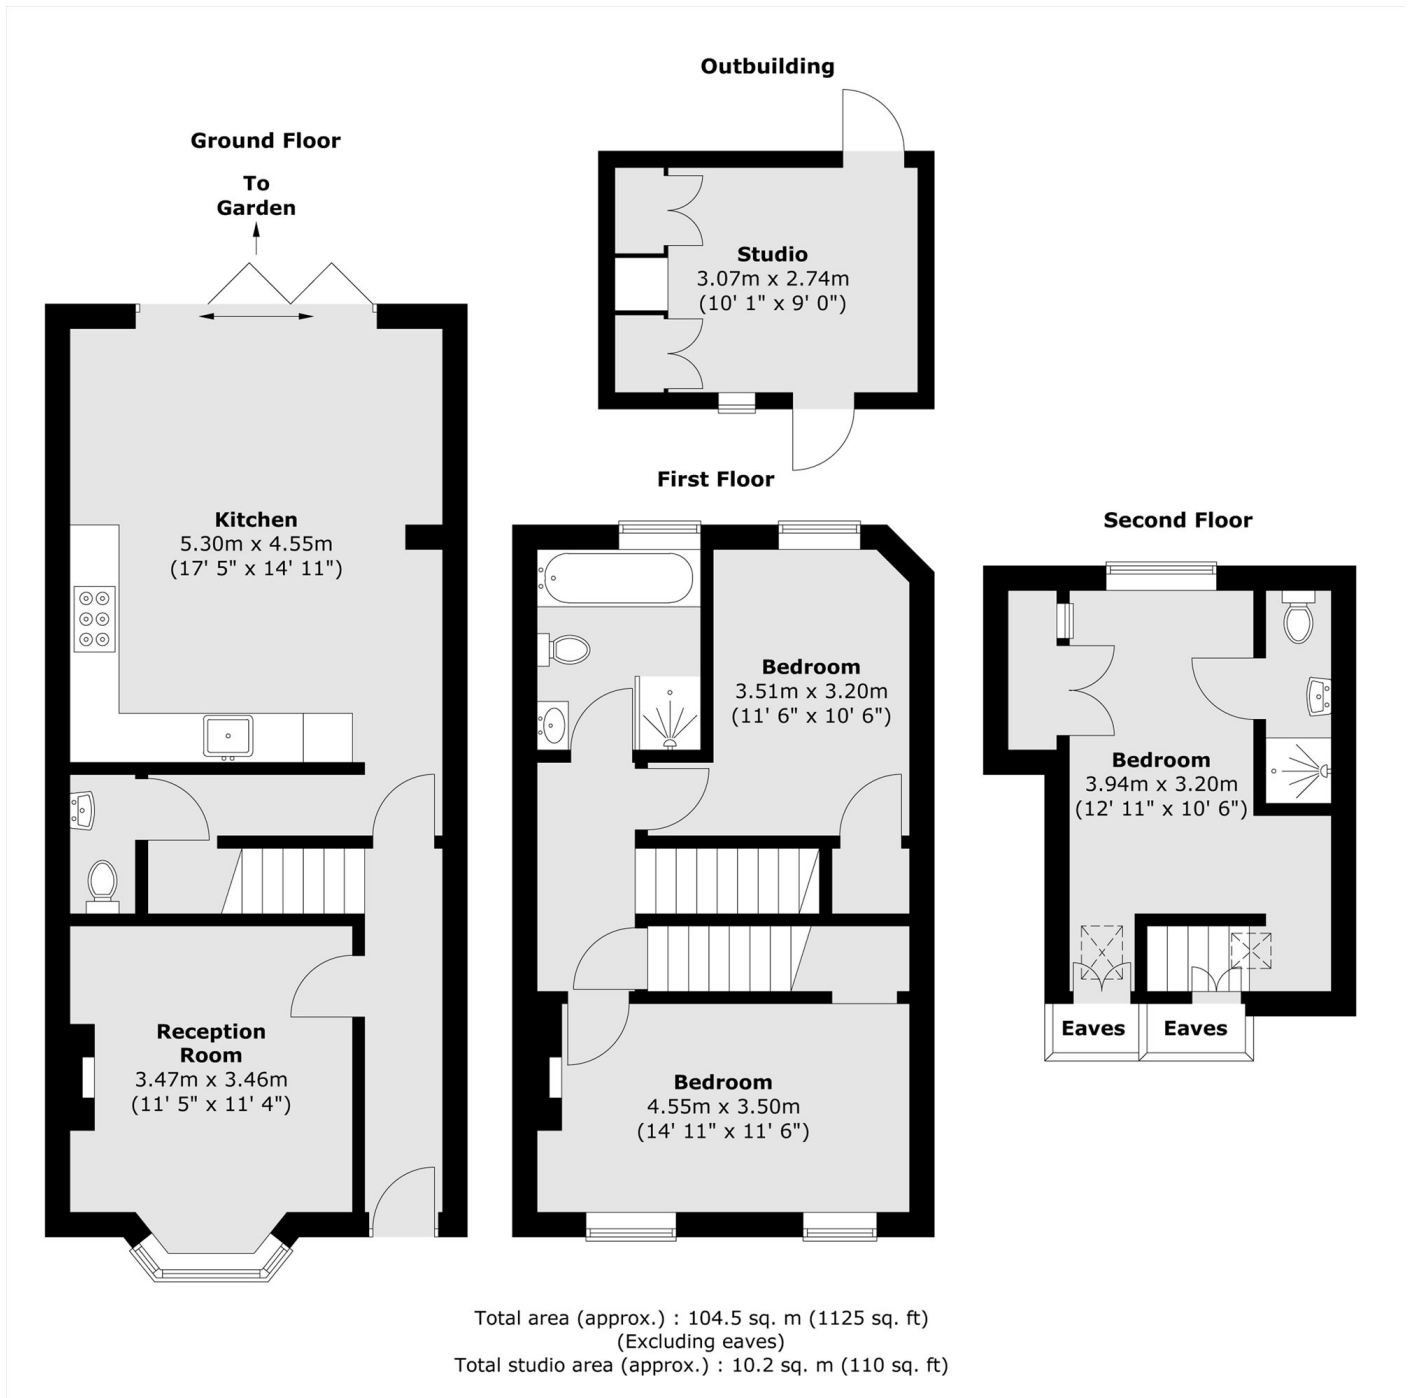 Outbuilding
Studio
3.07m x 2.74m
(10' 1" x 9' 0")
Ground Floor
To
Garden
Kitchen
5.30m x 4.55m
(17' 5" x 14' 11")
Reception
Room
3.47m x 3.46m
(11' 5" x 11' 4")
First Floor
Bedroom
3.51m x 3.20m
(11' 6" x 10' 6")
Bedroom
4.55m x 3.50m
(14' 11" x 11' 6")
Second Floor
Bedroom
3.94m x 3.20m
(12' 11" x 10' 6")
Eaves
Eaves
Total area (approx.) : 104.5 sq. m (1125 sq. ft)
(Excluding eaves)
Total studio area (approx.) : 10.2 sq. m (110 sq. ft)